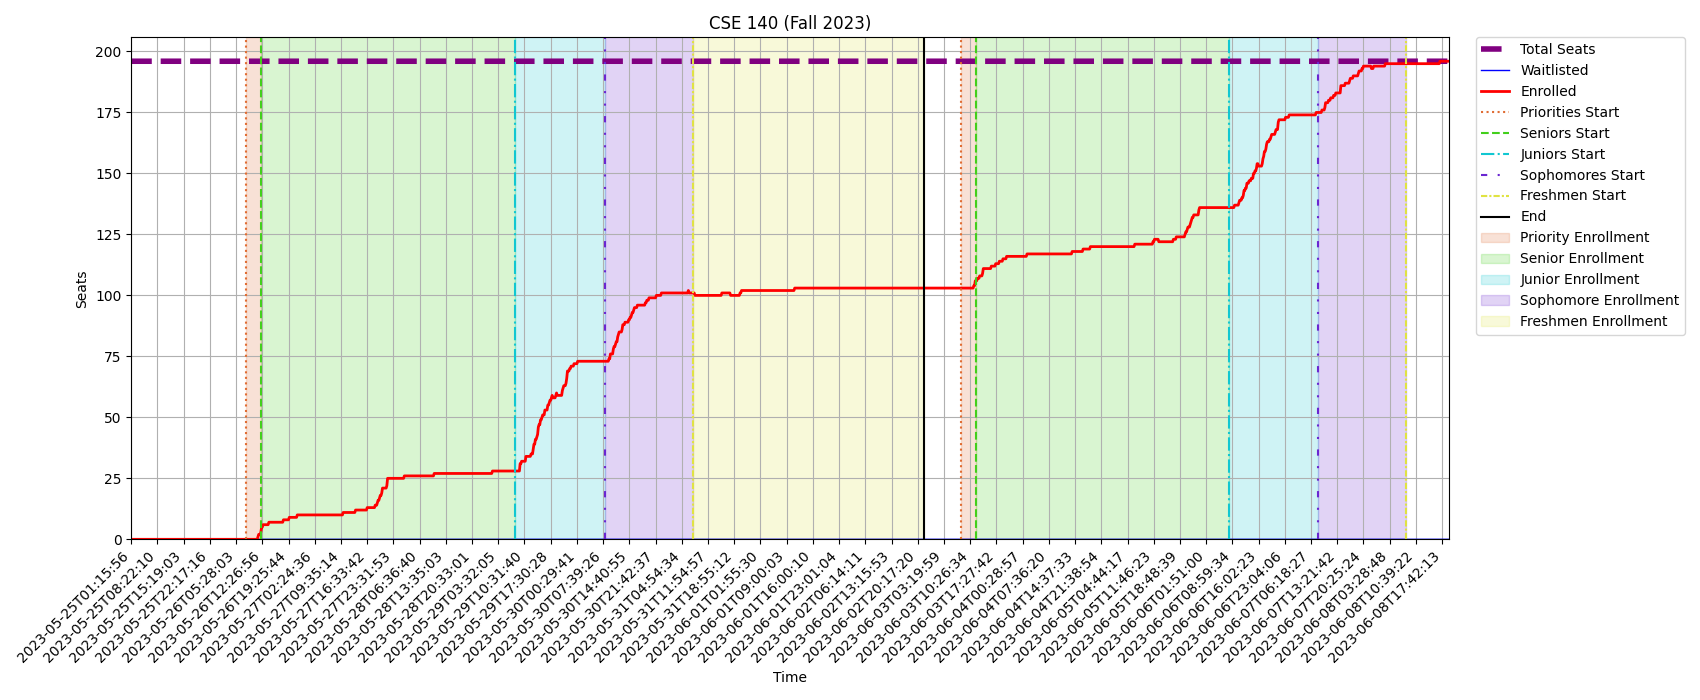 CSE 140 (Fall 2023)
200
175
150
125
100
75
50
25
0
Seats
2023-05-25T01:15:56
2023-05-25T08:22:10
2023-05-25T15:19:03
2023-05-25T22:17:16
2023-05-26T05:28:03
2023-05-26T12:26:56
2023-05-26T19:25:44
2023-05-27T02:24:36
2023-05-27T09:35:14
2023-05-27T16:33:42
2023-05-27T23:31:53
2023-05-28T06:36:40
2023-05-28T13:35:03
2023-05-28T20:33:01
2023-05-29T03:32:05
2023-05-29T10:31:40
2023-05-29T17:30:28
2023-05-30T00:29:41
2023-05-30T07:39:26
2023-05-30T14:40:55
2023-05-30T21:42:37
2023-05-31T04:54:34
2023-05-31T11:54:57
2023-05-31T18:55:12
2023-06-01T01:55:30
2023-06-01T09:00:03
2023-06-01T16:00:10
2023-06-01T23:01:04
2023-06-02T06:14:11
2023-06-02T13:15:53
2023-06-02T20:17:20
2023-06-03T03:19:59
2023-06-03T10:26:34
2023-06-03T17:27:42
2023-06-04T00:28:57
2023-06-04T07:36:20
2023-06-04T14:37:33
2023-06-04T21:38:54
2023-06-05T04:44:17
2023-06-05T11:46:23
2023-06-05T18:48:39
2023-06-06T01:51:00
2023-06-06T08:59:34
2023-06-06T16:02:23
2023-06-06T23:04:06
2023-06-07T06:18:27
2023-06-07T13:21:42
2023-06-07T20:25:24
2023-06-08T03:28:48
2023-06-08T10:39:22
2023-06-08T17:42:13
Time
Total Seats
Waitlisted
Enrolled
Priorities Start
Seniors Start
Juniors Start
Sophomores Start
Freshmen Start
End
Priority Enrollment
Senior Enrollment
Junior Enrollment
Sophomore Enrollment
Freshmen Enrollment